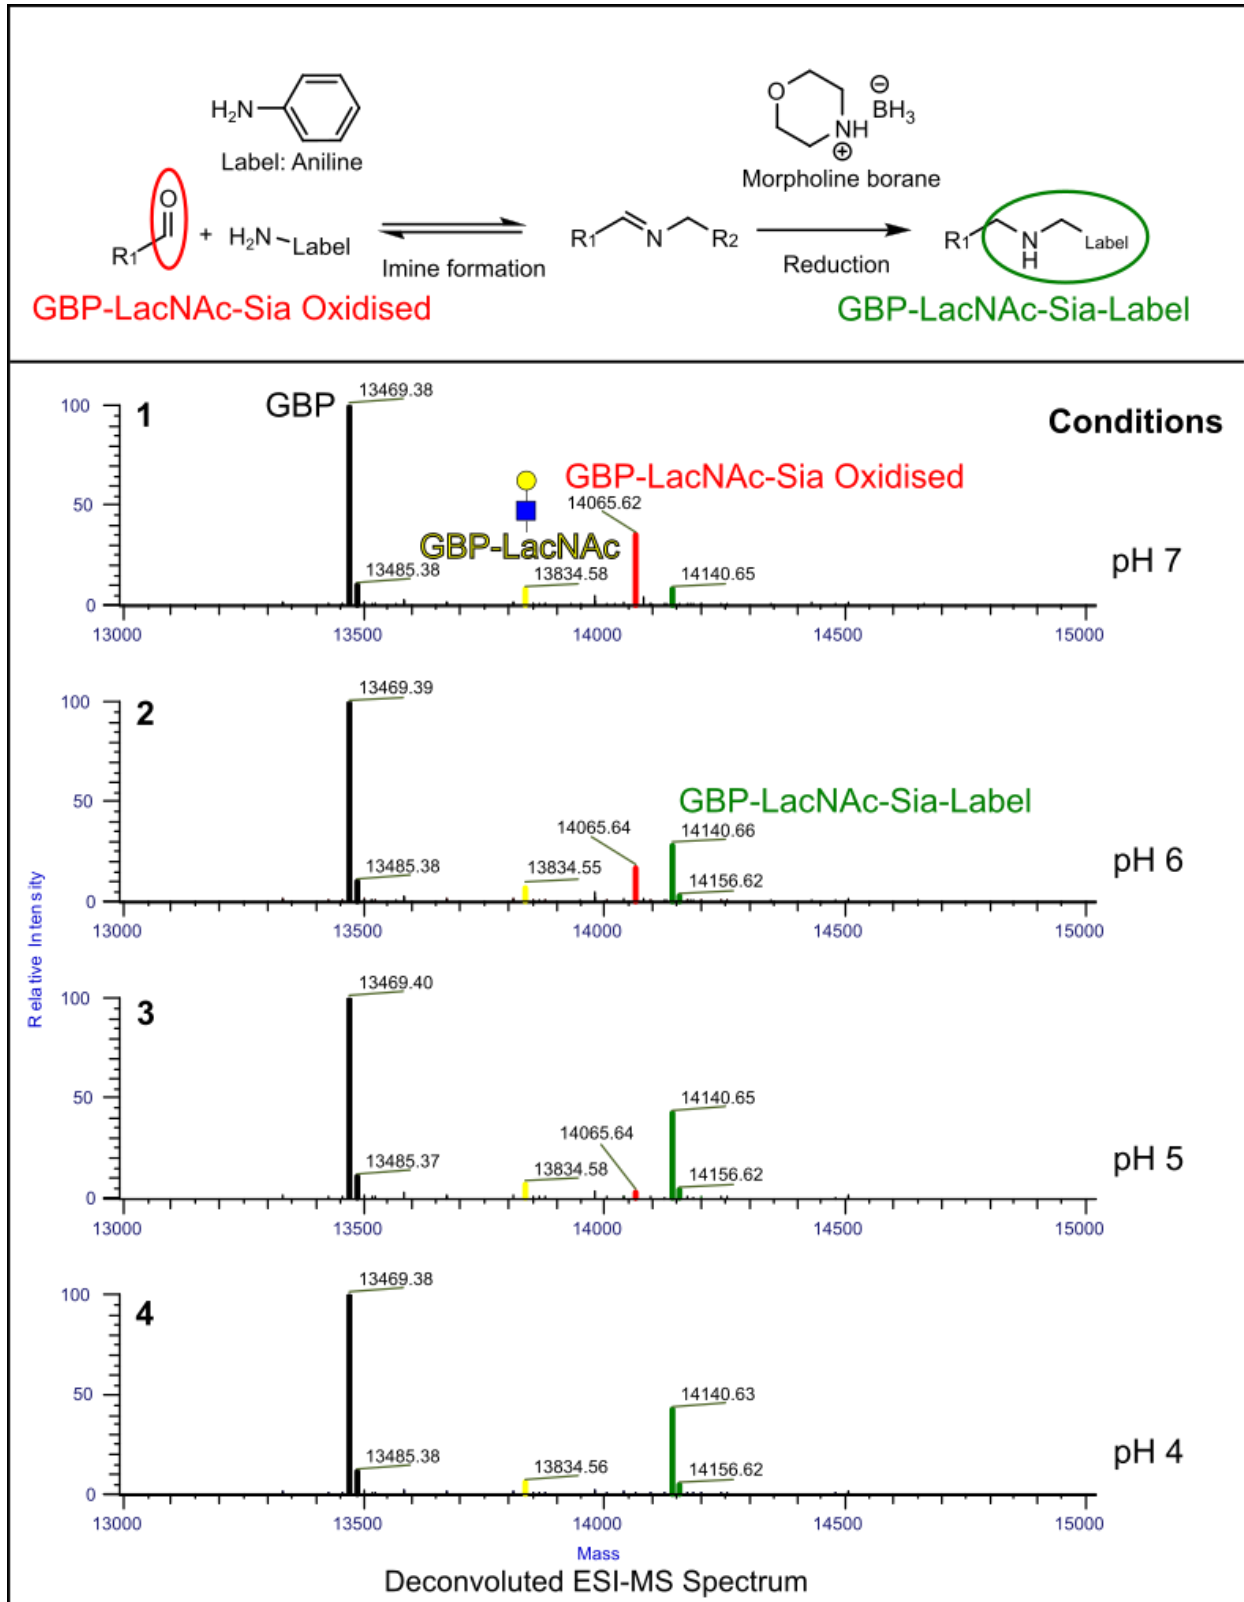 H₂N
Label: Aniline
O
NH
⊕
⊖
BH₃
Morpholine borane
O
R₁
+
H₂N
Label
Imine formation
R₁
N
R₂
Reduction
R₁
N
H
Label
GBP-LacNAc-Sia Oxidised
GBP-LacNAc-Sia-Label
1
GBP
13469.38
Conditions
GBP-LacNAc-Sia Oxidised
14065.62
GBP-LacNAc
13485.38
13834.58
14140.65
pH 7
100
50
0
13000
13500
14000
14500
15000
2
13469.39
GBP-LacNAc-Sia-Label
14065.64
14140.66
13485.38
13834.55
14156.62
pH 6
100
50
0
13000
13500
14000
14500
15000
Relative Intensity
3
13469.40
14140.65
14065.64
13485.37
13834.58
14156.62
pH 5
100
50
0
13000
13500
14000
14500
15000
4
13469.38
14140.63
13485.38
13834.56
14156.62
pH 4
100
50
0
13000
13500
14000
14500
15000
Mass
Deconvoluted ESI-MS Spectrum